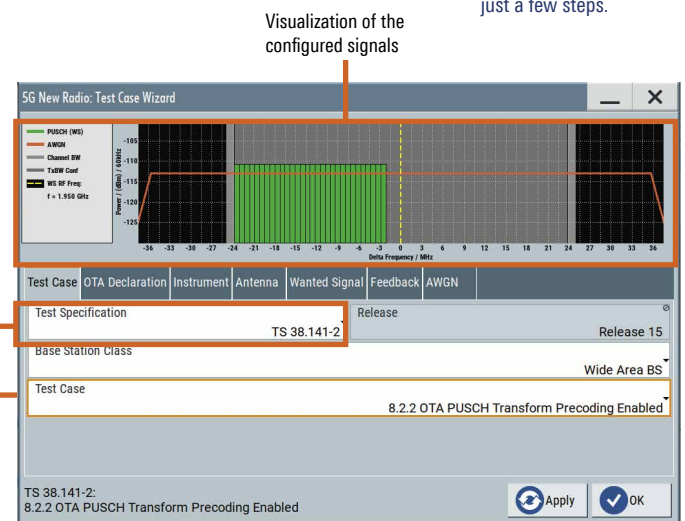 just a few steps.
Visualization of the
configured signals
5G New Radio: Test Case Wizard
PUSCH (WS)
AWGN
Channel BW
TxBW Conf
WS RF Freq:
f = 1.950 GHz
Power / (dBm) / 60kHz
-105
-110
-115
-120
-125
-36 -33 -30 -27 -24 -21 -18 -15 -12 -9 -6 -3 0 3 6 9 12 15 18 21 24 27 30 33 36
Delta Frequency / MHz
Test Case OTA Declaration Instrument Antenna Wanted Signal Feedback AWGN
Test Specification Release
TS 38.141-2 Release 15
Base Station Class
Wide Area BS
Test Case
8.2.2 OTA PUSCH Transform Precoding Enabled
TS 38.141-2:
8.2.2 OTA PUSCH Transform Precoding Enabled
Apply OK